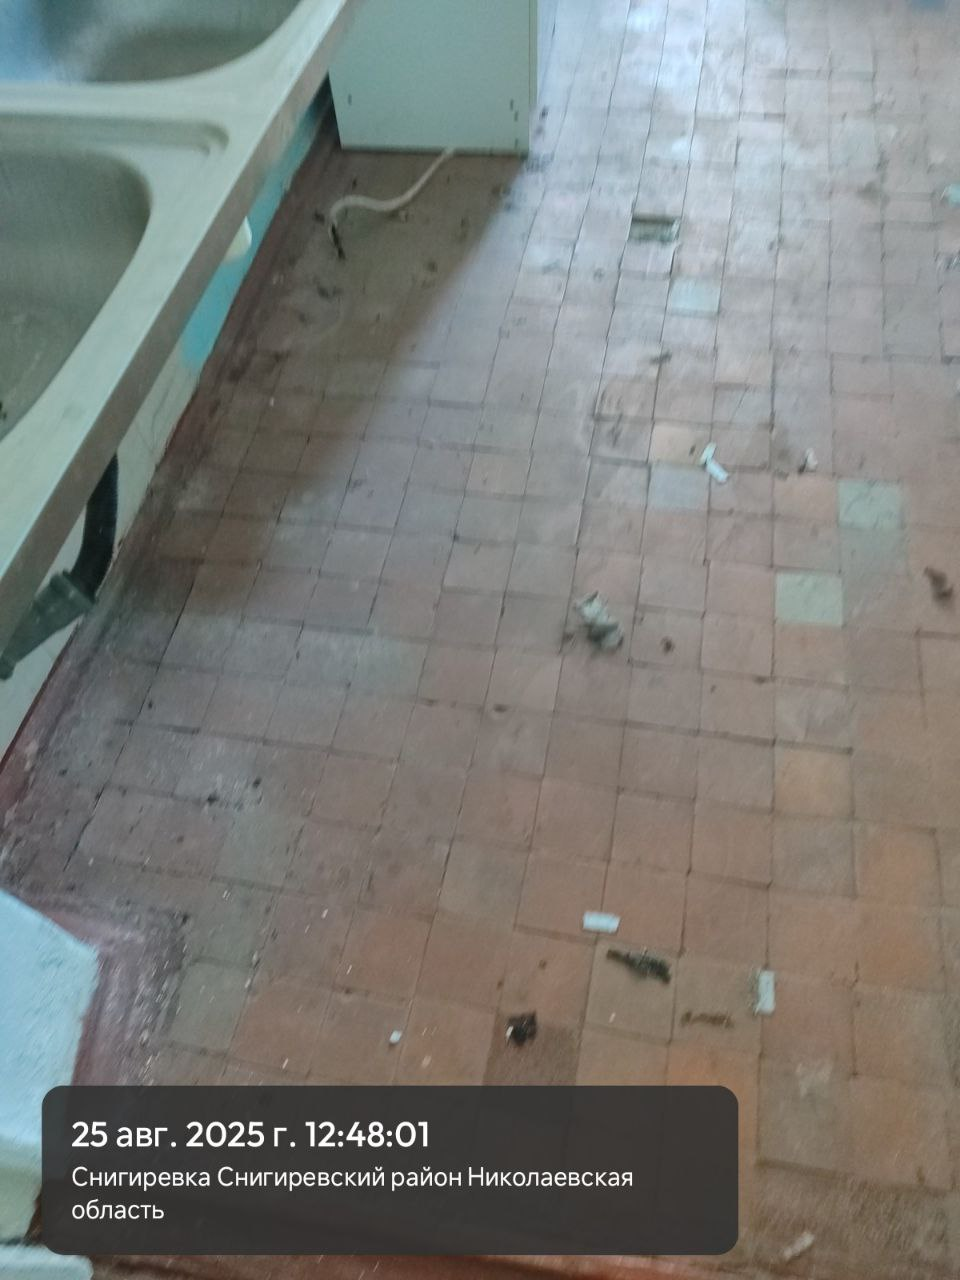 25 авг. 2025 г. 12:48:01
Снигиревка Снигиревский район Николаевская
область